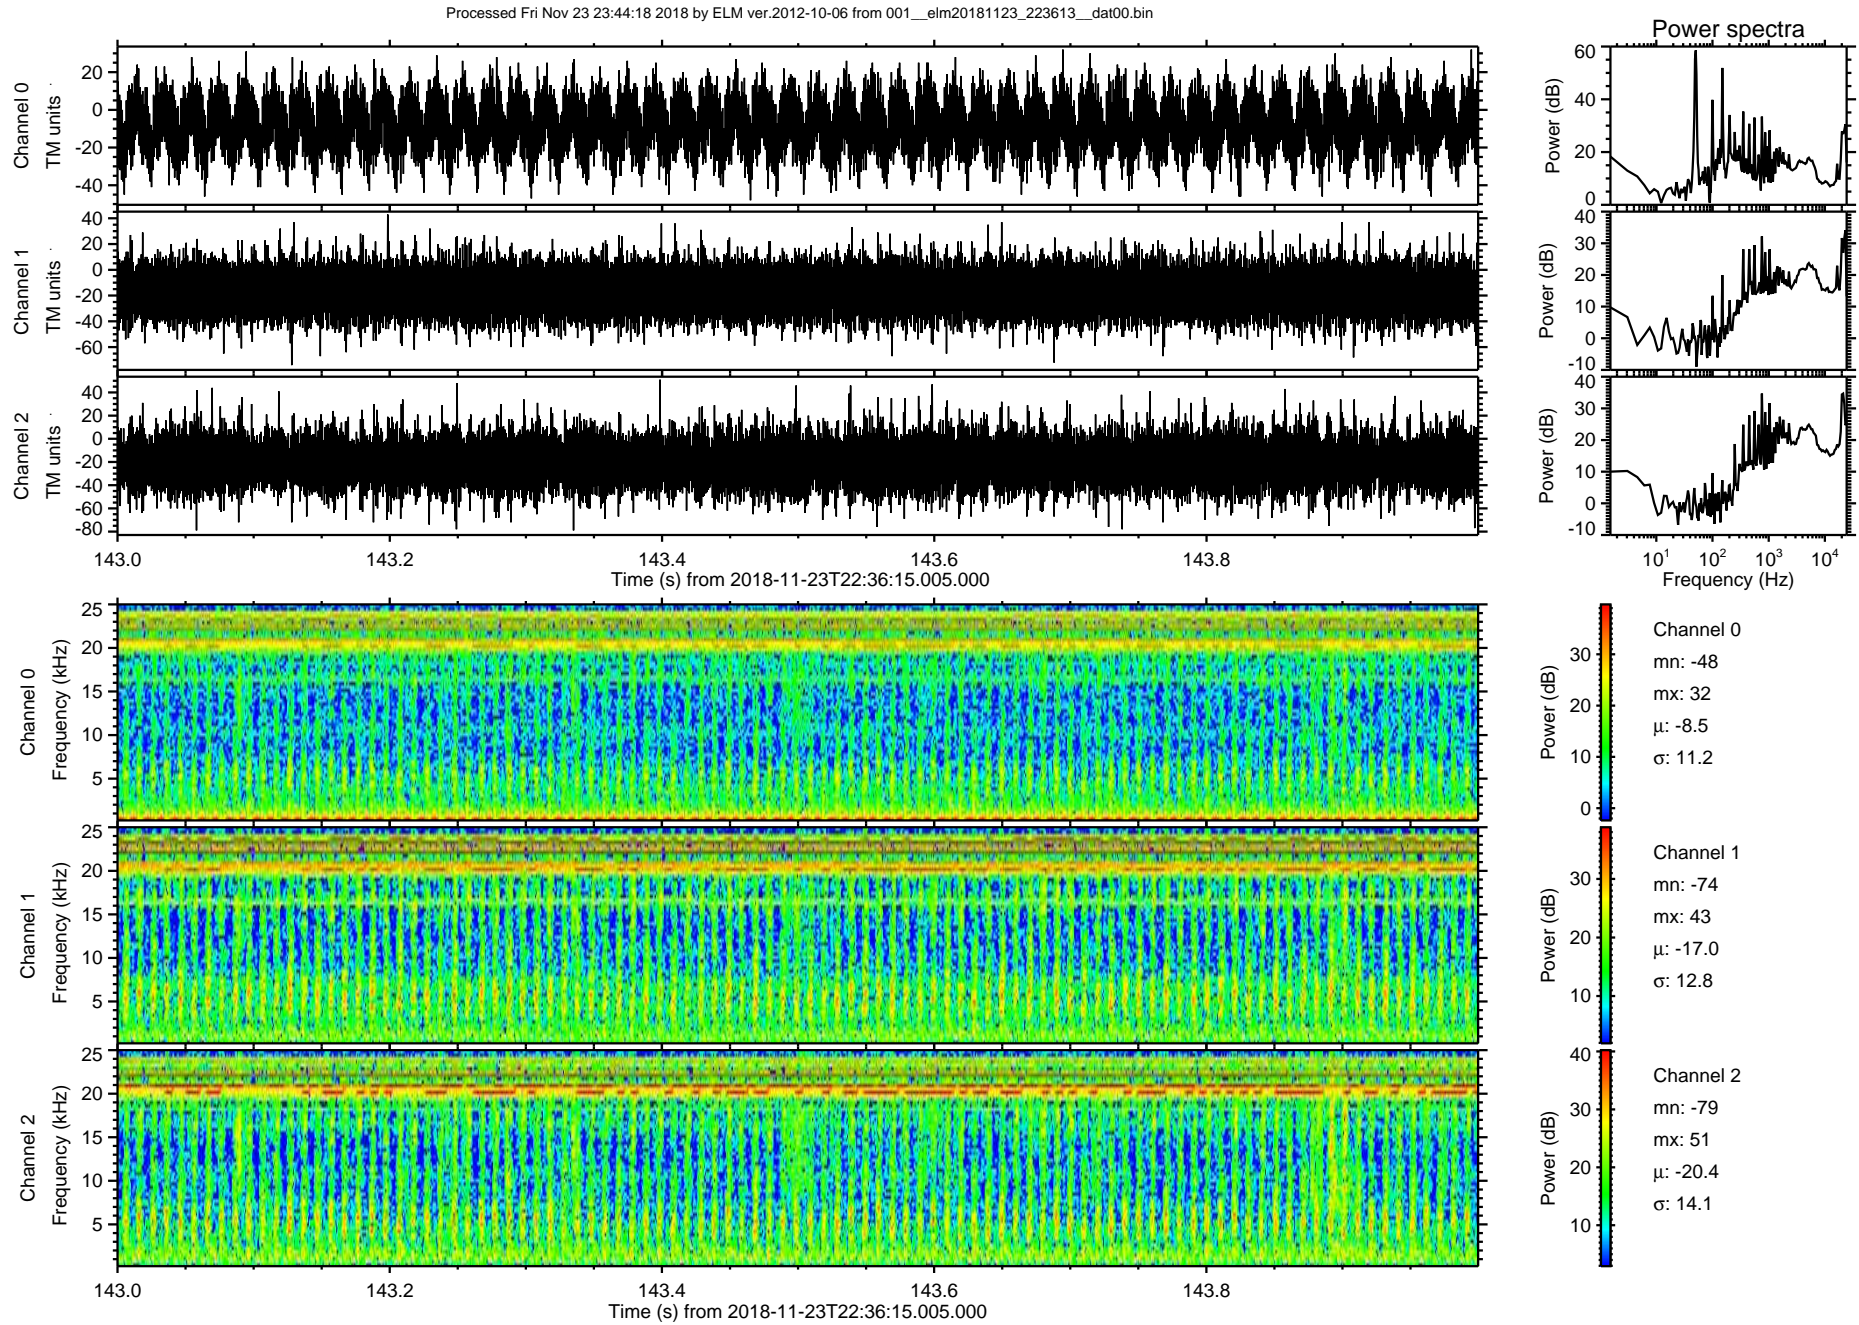 Processed Fri Nov 23 23:44:18 2018 by ELM ver.2012-10-06 from 001__elm20181123_223613__dat00.bin
Power spectra
Channel 0
TM units
20
0
-20
-40
Power (dB)
60
40
20
0
Channel 1
TM units
40
20
0
-20
-40
-60
Power (dB)
40
30
20
10
0
-10
Channel 2
TM units
40
20
0
-20
-40
-60
-80
Power (dB)
40
30
20
10
0
-10
143.0 143.2 143.4 143.6 143.8
Time (s) from 2018-11-23T22:36:15.005.000
10^1 10^2 10^3 10^4
Frequency (Hz)
Channel 0
Frequency (kHz)
25
20
15
10
5
Power (dB)
30
20
10
0
Channel 0
mn: -48
mx: 32
μ: -8.5
σ: 11.2
Channel 1
Frequency (kHz)
25
20
15
10
5
Power (dB)
30
20
10
Channel 1
mn: -74
mx: 43
μ: -17.0
σ: 12.8
Channel 2
Frequency (kHz)
25
20
15
10
5
Power (dB)
40
30
20
10
Channel 2
mn: -79
mx: 51
μ: -20.4
σ: 14.1
143.0 143.2 143.4 143.6 143.8
Time (s) from 2018-11-23T22:36:15.005.000